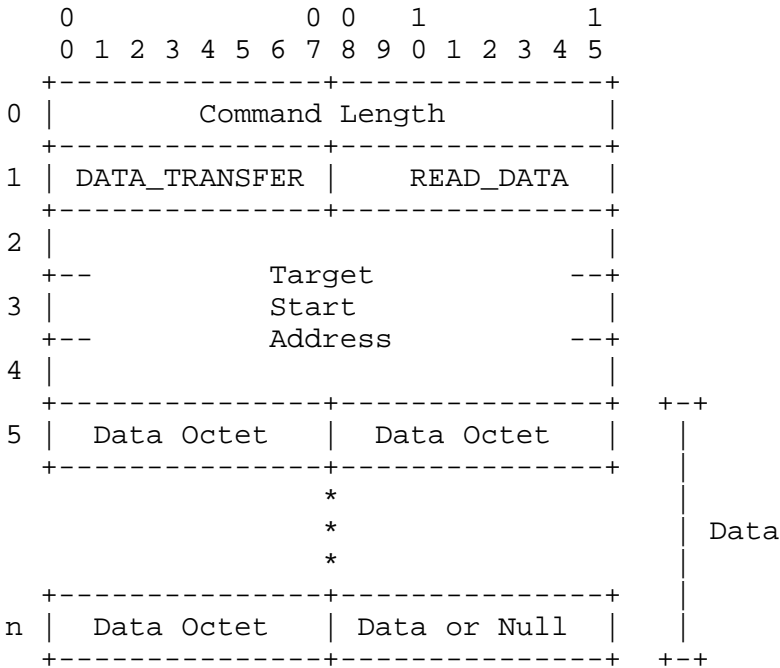 0 0 0 1 1
0 1 2 3 4 5 6 7 8 9 0 1 2 3 4 5
+---------------+---------------+
0 | Command Length |
+---------------+---------------+
1 | DATA_TRANSFER | READ_DATA |
+---------------+---------------+
2 | |
+-- Target --+
3 | Start |
+-- Address --+
4 | |
+---------------+---------------+ +-+
5 | Data Octet | Data Octet | |
+---------------+---------------+ |
* |
* | Data
* |
+---------------+---------------+ |
n | Data Octet | Data or Null | |
+---------------+---------------+ +-+